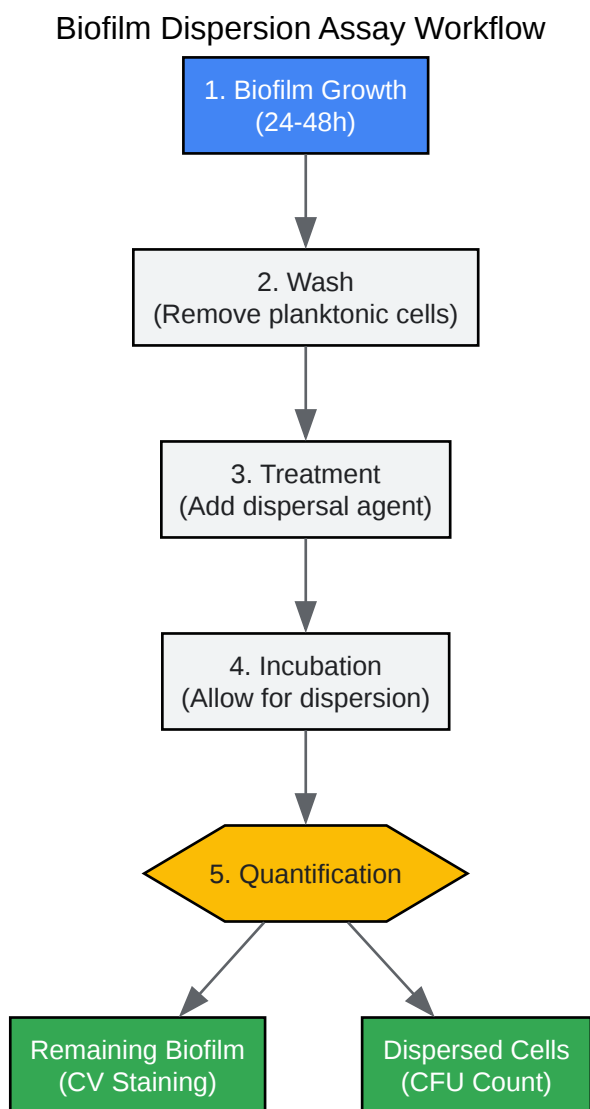 Biofilm Dispersion Assay Workflow
1. Biofilm Growth
(24-48h)
2. Wash
(Remove planktonic cells)
3. Treatment
(Add dispersal agent)
4. Incubation
(Allow for dispersion)
5. Quantification
Remaining Biofilm
(CV Staining)
Dispersed Cells
(CFU Count)